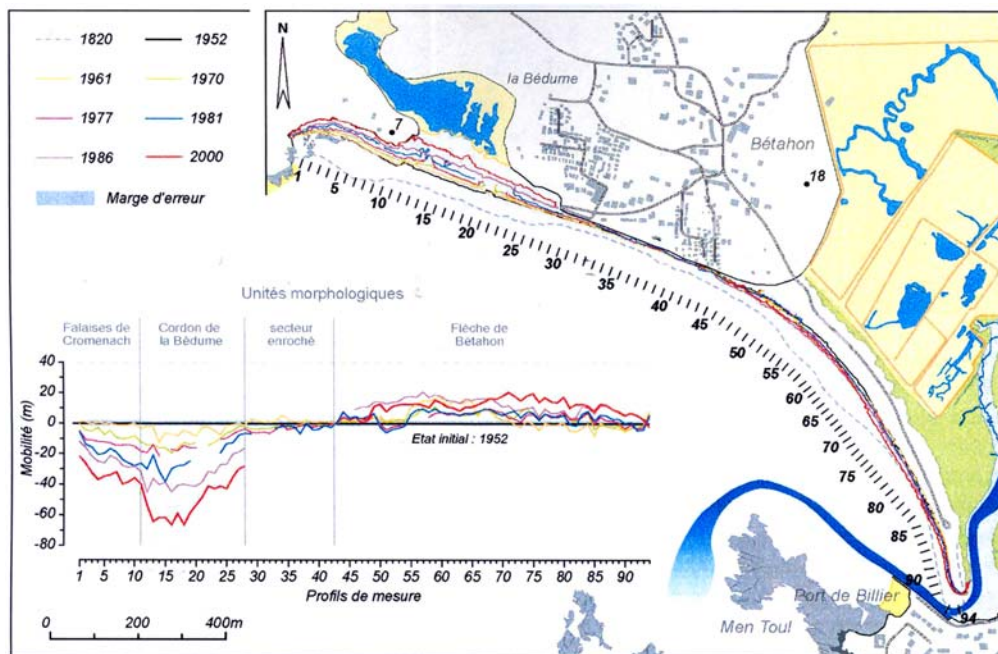 1820 1952
1961 1970
1977 1981
1986 2000
Marge d'erreur
N
la Bédume
Bétahon
7
18
1
5
10
15
20
25
30
35
40
45
50
55
60
65
70
75
80
85
90
94
Port de Billier
Men Toul
Unités morphologiques
Falaises de Cordon de secteur Flèche de
Cromenach la Bédume enroché Bétahon
Mobilité (m)
40
20
0
-20
-40
-60
-80
Etat initial : 1952
1 5 10 15 20 25 30 35 40 45 50 55 60 65 70 75 80 85 90
Profils de mesure
0 200 400m